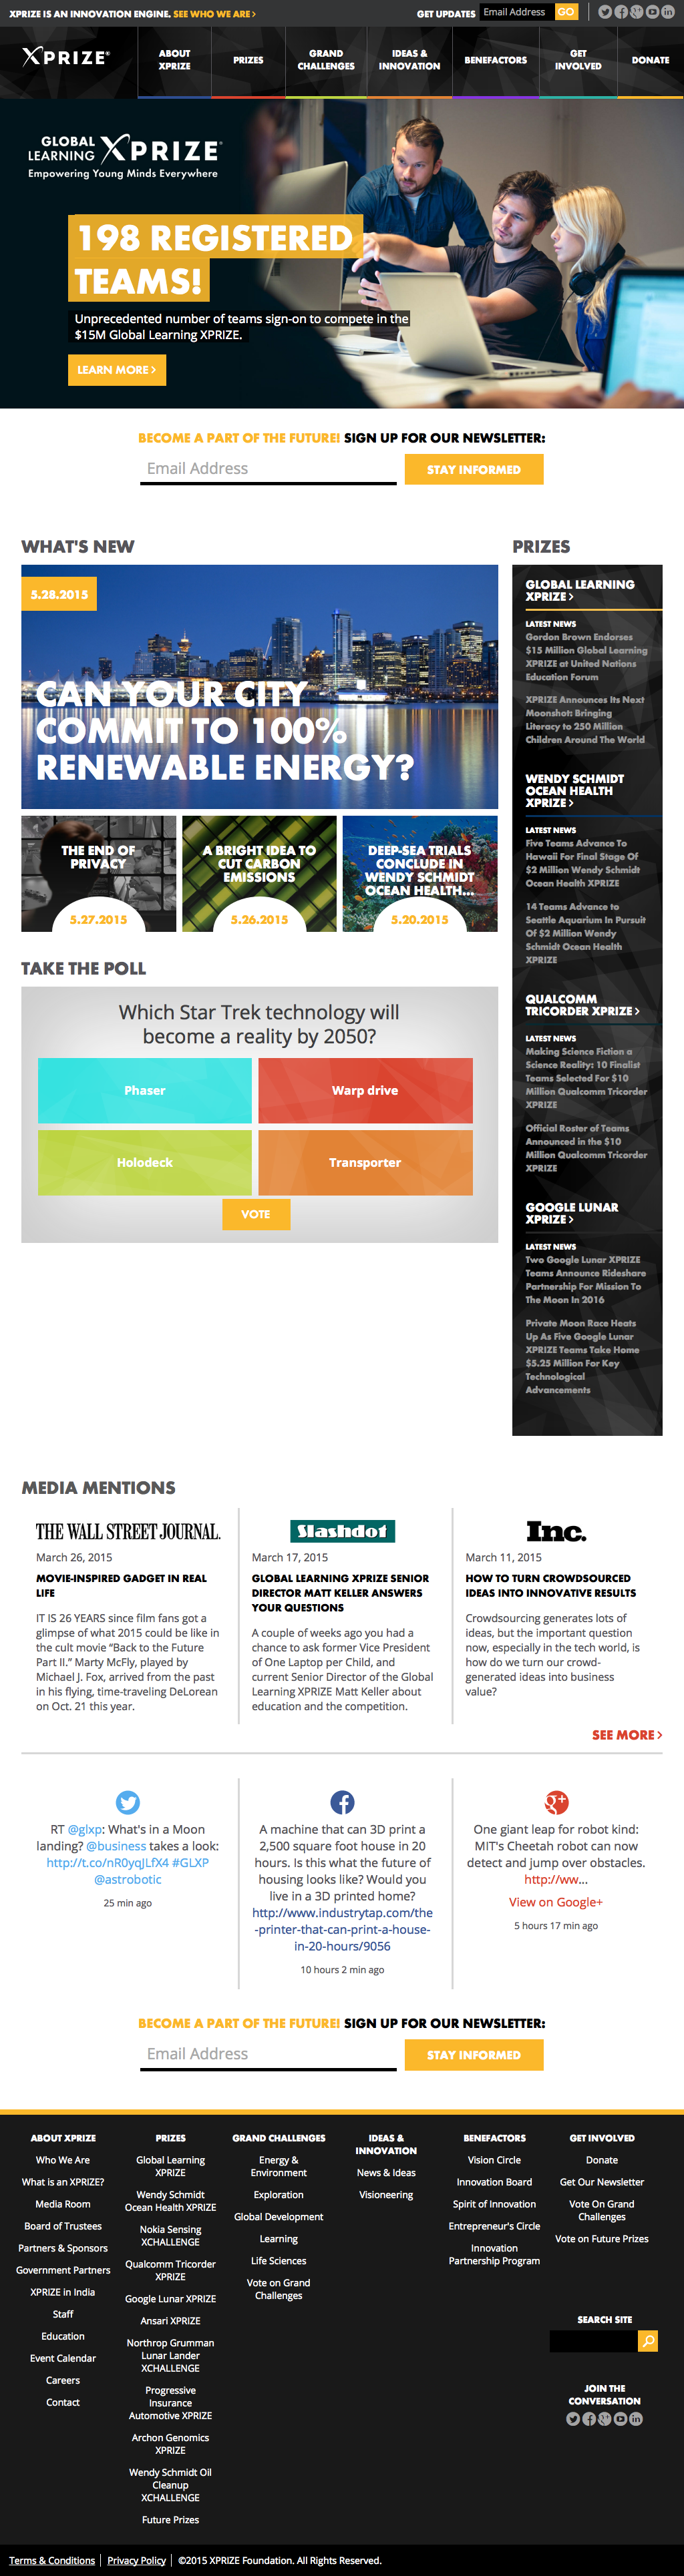 XPRIZE IS AN INNOVATION ENGINE. SEE WHO WE ARE >
GET UPDATES Email Address GO
XPRIZE®
ABOUT XPRIZE
PRIZES
GRAND CHALLENGES
IDEAS & INNOVATION
BENEFACTORS
GET INVOLVED
DONATE
GLOBAL LEARNING XPRIZE
Empowering Young Minds Everywhere
198 REGISTERED
TEAMS!
Unprecedented number of teams sign-on to compete in the
$15M Global Learning XPRIZE.
LEARN MORE >
BECOME A PART OF THE FUTURE! SIGN UP FOR OUR NEWSLETTER:
Email Address
STAY INFORMED
WHAT'S NEW
5.28.2015
CAN YOUR CITY
COMMIT TO 100%
RENEWABLE ENERGY?
THE END OF
PRIVACY
5.27.2015
A BRIGHT IDEA TO
CUT CARBON
EMISSIONS
5.26.2015
DEEP-SEA TRIALS
CONCLUDE IN
WENDY SCHMIDT
OCEAN HEALTH...
5.20.2015
TAKE THE POLL
Which Star Trek technology will
become a reality by 2050?
Phaser
Warp drive
Holodeck
Transporter
VOTE
PRIZES
GLOBAL LEARNING
XPRIZE >
LATEST NEWS
Gordon Brown Endorses
$15 Million Global Learning
XPRIZE at United Nations
Education Forum
XPRIZE Announces Its Next
Moonshot: Bringing
Literacy to 250 Million
Children Around The World
WENDY SCHMIDT
OCEAN HEALTH
XPRIZE >
LATEST NEWS
Five Teams Advance To
Hawaii For Final Stage Of
$2 Million Wendy Schmidt
Ocean Health XPRIZE
14 Teams Advance to
Seattle Aquarium In Pursuit
Of $2 Million Wendy
Schmidt Ocean Health
XPRIZE
QUALCOMM
TRICORDER XPRIZE >
LATEST NEWS
Making Science Fiction a
Science Reality: 10 Finalist
Teams Selected For $10
Million Qualcomm Tricorder
XPRIZE
Official Roster of Teams
Announced in the $10
Million Qualcomm Tricorder
XPRIZE
GOOGLE LUNAR
XPRIZE >
LATEST NEWS
Two Google Lunar XPRIZE
Teams Announce Rideshare
Partnership For Mission To
The Moon In 2016
Private Moon Race Heats
Up As Five Google Lunar
XPRIZE Teams Take Home
$5.25 Million For Key
Technological
Advancements
MEDIA MENTIONS
THE WALL STREET JOURNAL.
March 26, 2015
MOVIE-INSPIRED GADGET IN REAL
LIFE
IT IS 26 YEARS since film fans got a
glimpse of what 2015 could be like in
the cult movie "Back to the Future
Part II." Marty McFly, played by
Michael J. Fox, arrived from the past
in his flying, time-traveling DeLorean
on Oct. 21 this year.
Slashdot
March 17, 2015
GLOBAL LEARNING XPRIZE SENIOR
DIRECTOR MATT KELLER ANSWERS
YOUR QUESTIONS
A couple of weeks ago you had a
chance to ask former Vice President
of One Laptop per Child, and
current Senior Director of the Global
Learning XPRIZE Matt Keller about
education and the competition.
Inc.
March 11, 2015
HOW TO TURN CROWDSOURCED
IDEAS INTO INNOVATIVE RESULTS
Crowdsourcing generates lots of
ideas, but the important question
now, especially in the tech world, is
how do we turn our crowd-
generated ideas into business
value?
SEE MORE >
RT @glxp: What's in a Moon
landing? @business takes a look:
http://t.co/nR0yqJLfX4 #GLXP
@astrobotic
25 min ago
A machine that can 3D print a
2,500 square foot house in 20
hours. Is this what the future of
housing looks like? Would you
live in a 3D printed home?
http://www.industrytap.com/the
-printer-that-can-print-a-house-
in-20-hours/9056
10 hours 2 min ago
One giant leap for robot kind:
MIT's Cheetah robot can now
detect and jump over obstacles.
http://ww...
View on Google+
5 hours 17 min ago
BECOME A PART OF THE FUTURE! SIGN UP FOR OUR NEWSLETTER:
Email Address
STAY INFORMED
ABOUT XPRIZE
Who We Are
What is an XPRIZE?
Media Room
Board of Trustees
Partners & Sponsors
Government Partners
XPRIZE in India
Staff
Education
Event Calendar
Careers
Contact
PRIZES
Global Learning
XPRIZE
Wendy Schmidt
Ocean Health XPRIZE
Nokia Sensing
XCHALLENGE
Qualcomm Tricorder
XPRIZE
Google Lunar XPRIZE
Ansari XPRIZE
Northrop Grumman
Lunar Lander
XCHALLENGE
Progressive
Insurance
Automotive XPRIZE
Archon Genomics
XPRIZE
Wendy Schmidt Oil
Cleanup
XCHALLENGE
Future Prizes
GRAND CHALLENGES
Energy &
Environment
Exploration
Global Development
Learning
Life Sciences
Vote on Grand
Challenges
IDEAS &
INNOVATION
News & Ideas
Visioneering
BENEFACTORS
Vision Circle
Innovation Board
Spirit of Innovation
Entrepreneur's Circle
Innovation
Partnership Program
GET INVOLVED
Donate
Get Our Newsletter
Vote On Grand
Challenges
Vote on Future Prizes
SEARCH SITE
JOIN THE
CONVERSATION
Terms & Conditions | Privacy Policy | ©2015 XPRIZE Foundation. All Rights Reserved.